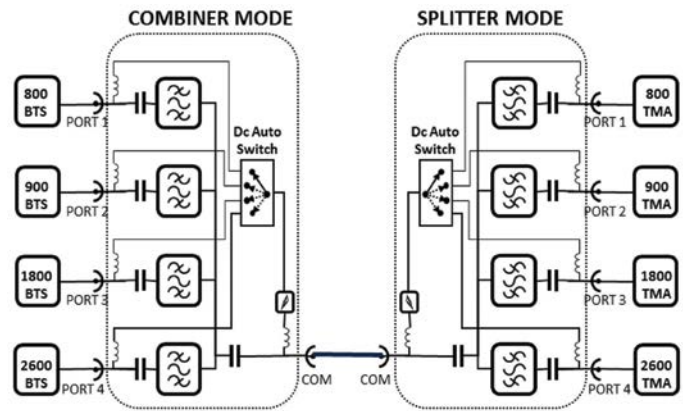 COMBINER MODE
SPLITTER MODE
800
BTS
PORT 1
900
BTS
PORT 2
1800
BTS
PORT 3
2600
BTS
PORT 4
Dc Auto
Switch
COM
COM
Dc Auto
Switch
800
TMA
PORT 1
900
TMA
PORT 2
1800
TMA
PORT 3
2600
TMA
PORT 4